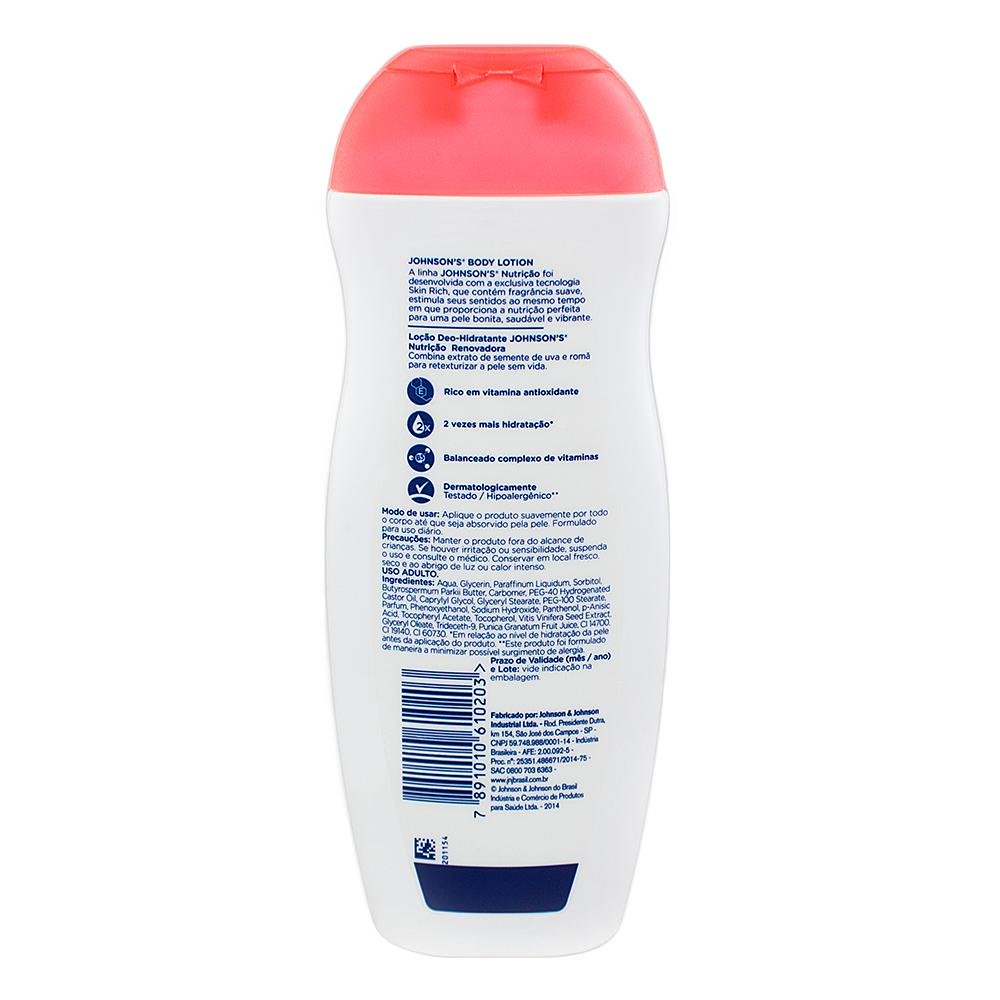 JOHNSON'S® BODY LOTION
A linha JOHNSON'S® Nutrição foi
desenvolvida com a exclusiva tecnologia
Skin Rich, que contém fragrância suave,
estimula seus sentidos ao mesmo tempo
em que proporciona a nutrição perfeita
para uma pele bonita, saudável e vibrante.
Loção Deo-Hidratante JOHNSON'S®
Nutrição Renovadora
Combina extrato de semente de uva e romã
para retexturizar a pele sem vida.
E
Rico em vitamina antioxidante
2x
2 vezes mais hidratação*
Balanceado complexo de vitaminas
Dermatologicamente
Testado / Hipoalergênico**
Modo de usar: Aplique o produto suavemente por todo
o corpo até que seja absorvido pela pele. Formulado
para uso diário.
Precauções: Manter o produto fora do alcance de
crianças. Se houver irritação ou sensibilidade, suspenda
o uso e consulte o médico. Conservar em local fresco,
seco e ao abrigo de luz ou calor intenso.
USO ADULTO.
Ingredientes: Aqua, Glycerin, Paraffinum Liquidum, Sorbitol,
Butyrospermum Parkii Butter, Carbomer, PEG-40 Hydrogenated
Castor Oil, Caprylyl Glycol, Glyceryl Stearate, PEG-100 Stearate,
Parfum, Phenoxyethanol, Sodium Hydroxide, Panthenol, p-Anisic
Acid, Tocopheryl Acetate, Tocopherol, Vitis Vinifera Seed Extract,
Glyceryl Oleate, Trideceth-9, Punica Granatum Fruit Juice, CI 14700,
CI 19140, CI 60730. *Em relação ao nível de hidratação da pele
antes da aplicação do produto. **Este produto foi formulado
de maneira a minimizar possível surgimento de alergia.
Prazo de Validade (mês / ano)
e Lote: vide indicação na
embalagem.
7 891010 610203 >
Fabricado por: Johnson & Johnson
Industrial Ltda. - Rod. Presidente Dutra,
km 154, São José dos Campos - SP -
CNPJ 59.748.988/0001-14 - Indústria
Brasileira - AFE: 2.00.092-5 -
Proc. nº: 25351.486671/2014-75 -
SAC 0800 703 6363 -
www.jnjbrasil.com.br
© Johnson & Johnson do Brasil
Indústria e Comércio de Produtos
para Saúde Ltda. - 2014
201154